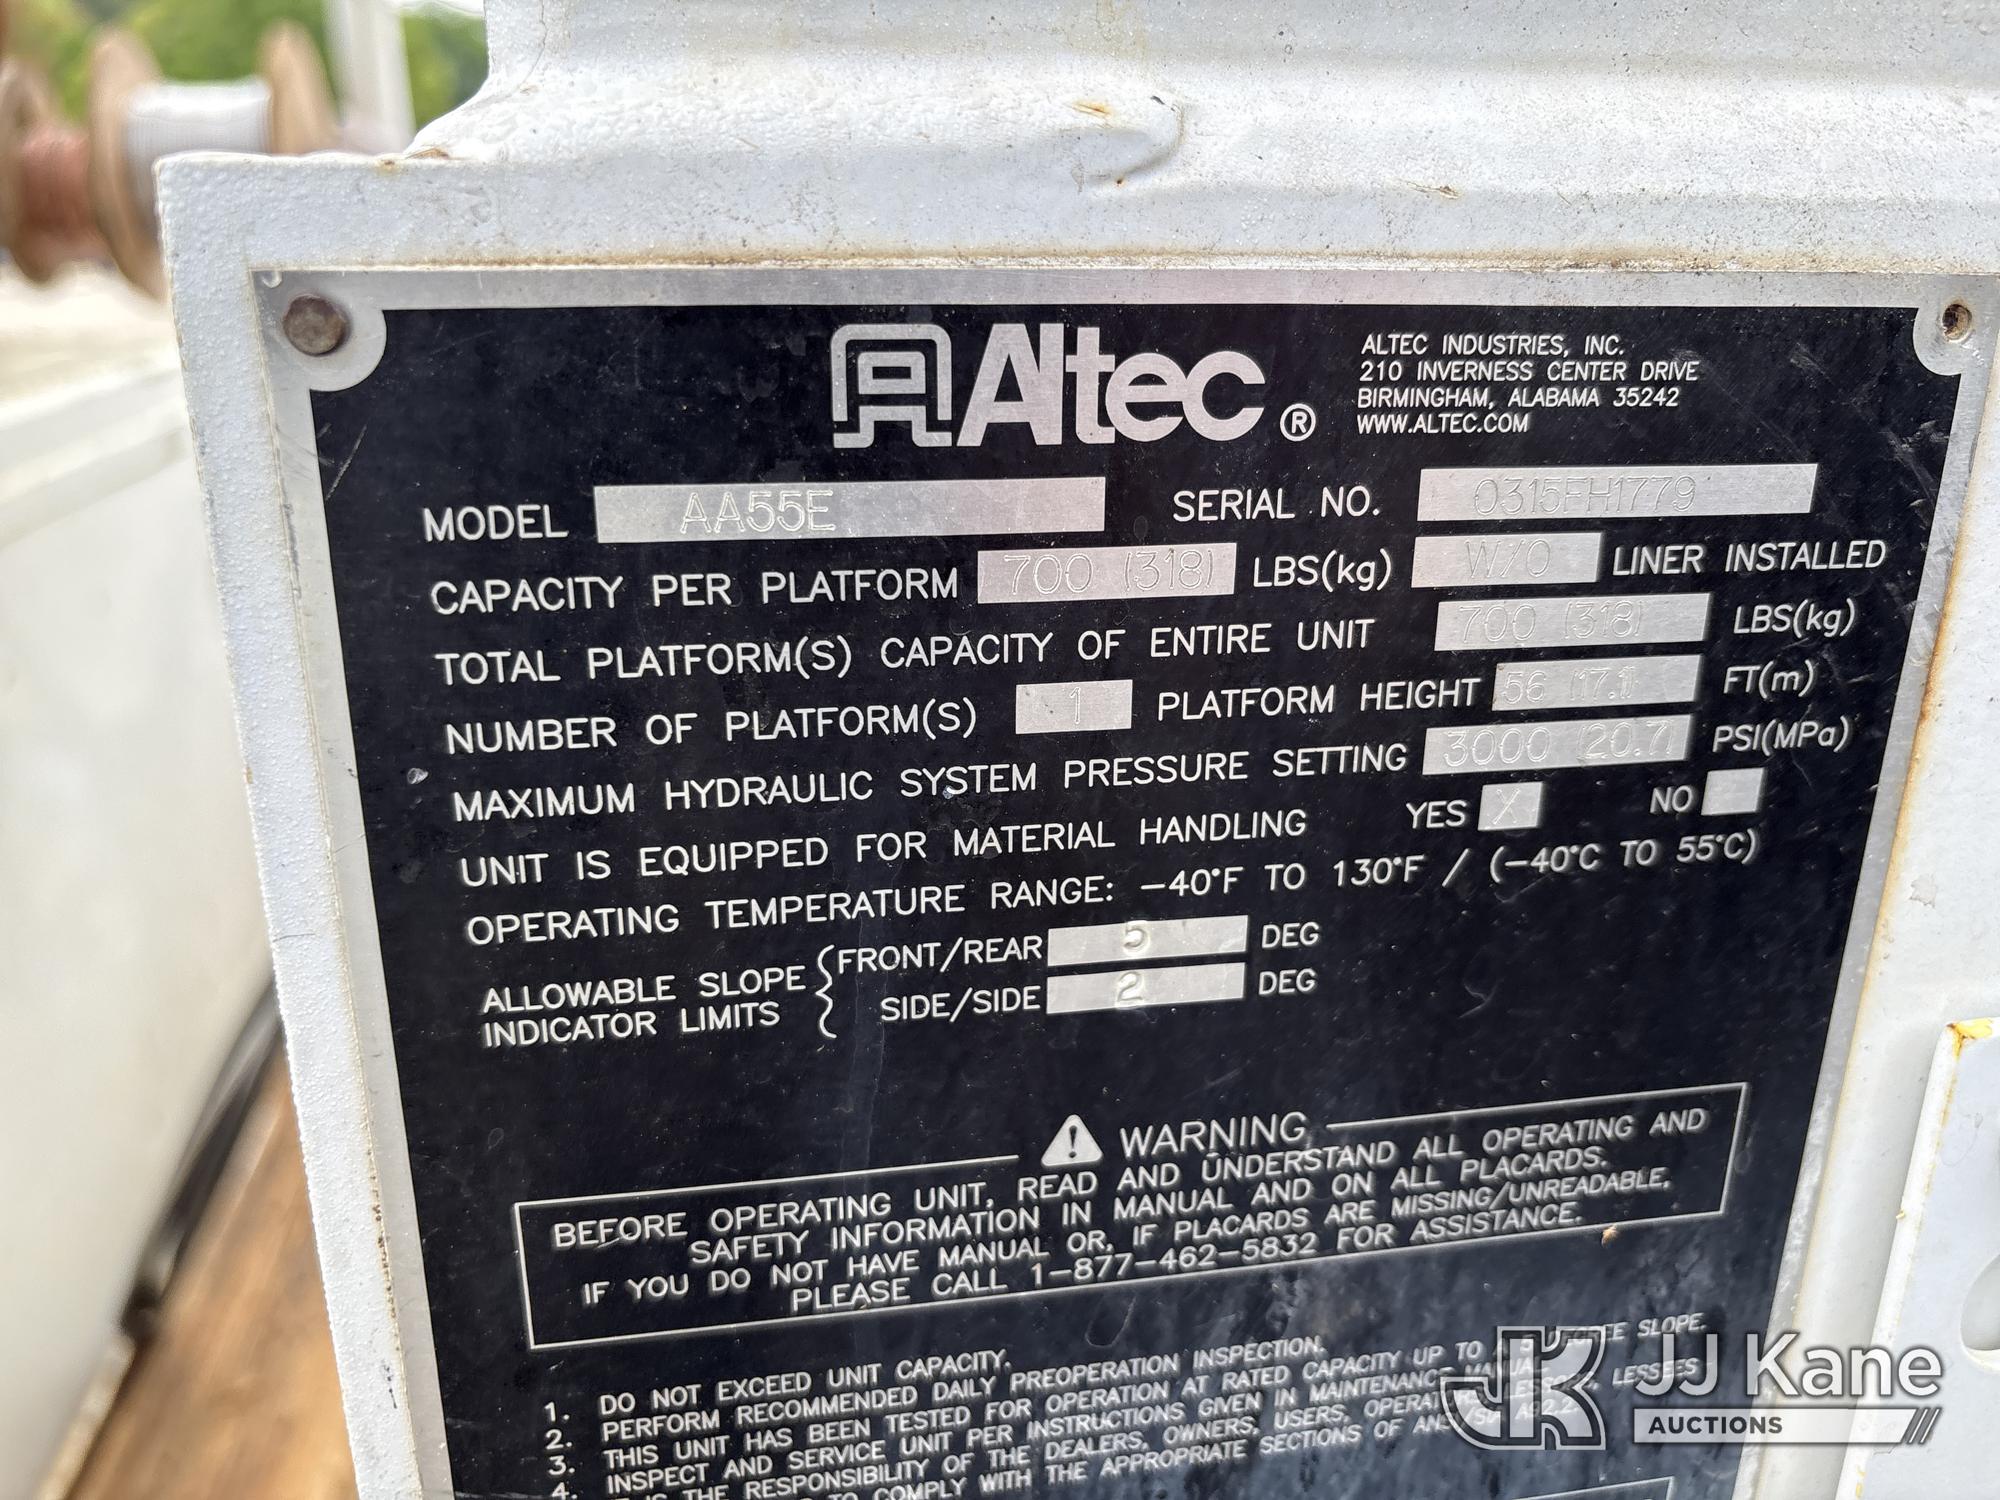 Altec ®
ALTEC INDUSTRIES, INC.
210 INVERNESS CENTER DRIVE
BIRMINGHAM, ALABAMA 35242
WWW.ALTEC.COM
MODEL AA55E SERIAL NO. 0315FH1779
CAPACITY PER PLATFORM 700 (318) LBS(kg) W/O LINER INSTALLED
TOTAL PLATFORM(S) CAPACITY OF ENTIRE UNIT 700 (318) LBS(kg)
NUMBER OF PLATFORM(S) 1 PLATFORM HEIGHT 56 (17.1) FT(m)
MAXIMUM HYDRAULIC SYSTEM PRESSURE SETTING 3000 (20.7) PSI(MPa)
UNIT IS EQUIPPED FOR MATERIAL HANDLING YES X NO
OPERATING TEMPERATURE RANGE: -40°F TO 130°F / (-40°C TO 55°C)
ALLOWABLE SLOPE INDICATOR LIMITS
FRONT/REAR 5 DEG
SIDE/SIDE 2 DEG
WARNING
BEFORE OPERATING UNIT, READ AND UNDERSTAND ALL OPERATING AND
SAFETY INFORMATION IN MANUAL AND ON ALL PLACARDS.
IF YOU DO NOT HAVE MANUAL OR, IF PLACARDS ARE MISSING/UNREADABLE,
PLEASE CALL 1-877-462-5832 FOR ASSISTANCE.
1. DO NOT EXCEED UNIT CAPACITY.
2. PERFORM RECOMMENDED DAILY PREOPERATION INSPECTION.
3. THIS UNIT HAS BEEN TESTED FOR OPERATION AT RATED CAPACITY UP TO A 5 DEGREE SLOPE.
4. INSPECT AND SERVICE UNIT PER INSTRUCTIONS GIVEN IN MAINTENANCE MANUAL.
IS THE RESPONSIBILITY OF THE DEALERS, OWNERS, USERS, LESSEES
TO COMPLY WITH THE APPROPRIATE SECTIONS OF A92.2
JJ Kane
AUCTIONS